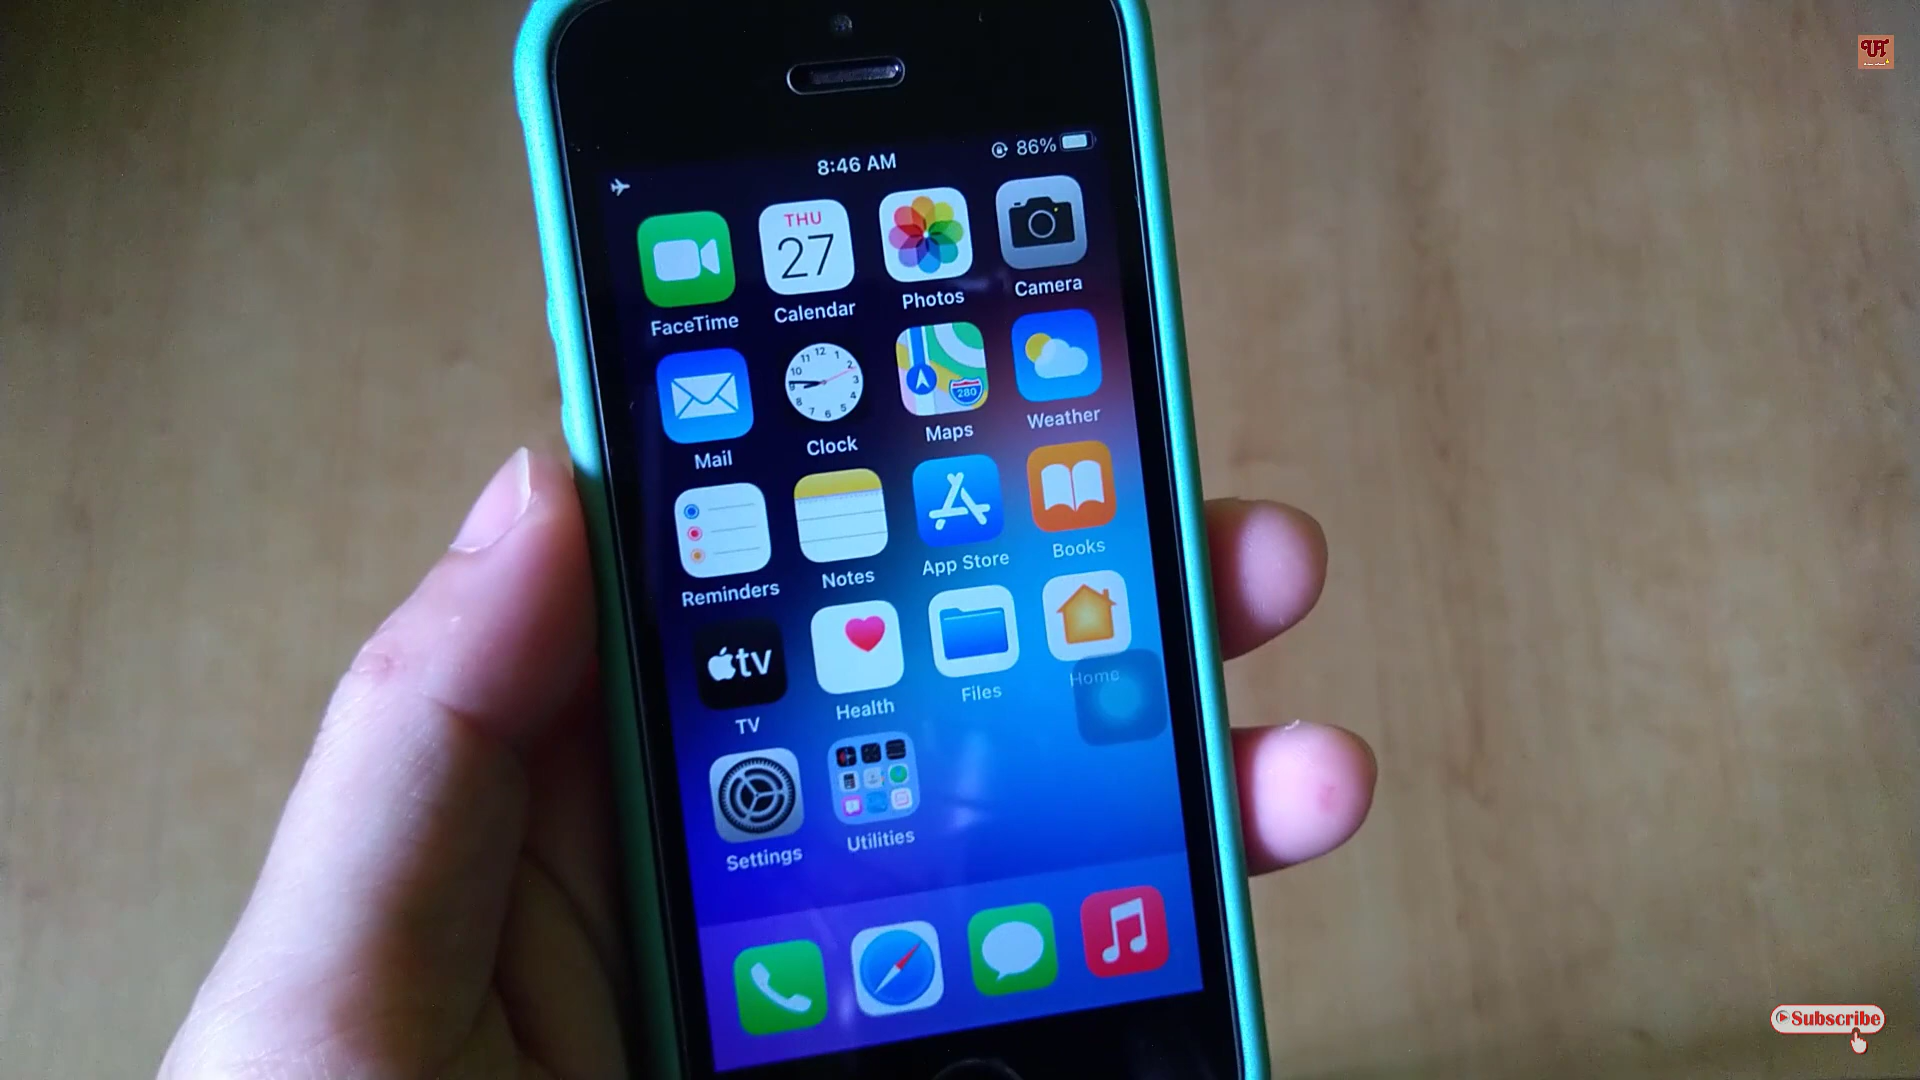 8:46 AM
86%
THU
27
FaceTime
Calendar
Photos
Camera
280
Mail
Clock
Maps
Weather
Reminders
Notes
App Store
Books
tv
TV
Health
Files
Home
Settings
Utilities
Subscribe